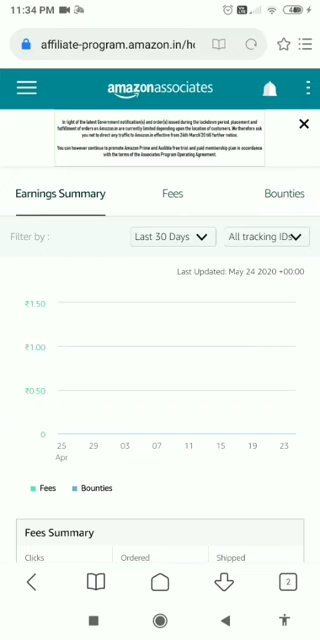 11:34 PM
48
affiliate-program.amazon.in/h
amazonassociates
In light of the latest Government notification(s) and order(s) issued during the lockdown period, placement and
fulfillment of orders on Amazon.in are currently limited depending upon the location of customers. We therefore ask
you not to direct any traffic to Amazon.in effective from 26th March'20 till further notice.
You can however continue to promote Amazon Prime and Audible free trial and paid membership plan in accordance
with the terms of the Associates Program Operating Agreement.
Earnings Summary Fees Bounties
Filter by : Last 30 Days All tracking IDs
Last Updated: May 24 2020 +00:00
₹1.50
₹1.00
₹0.50
0
25 29 03 07 11 15 19 23
Apr
Fees Bounties
Fees Summary
Clicks Ordered Shipped
2